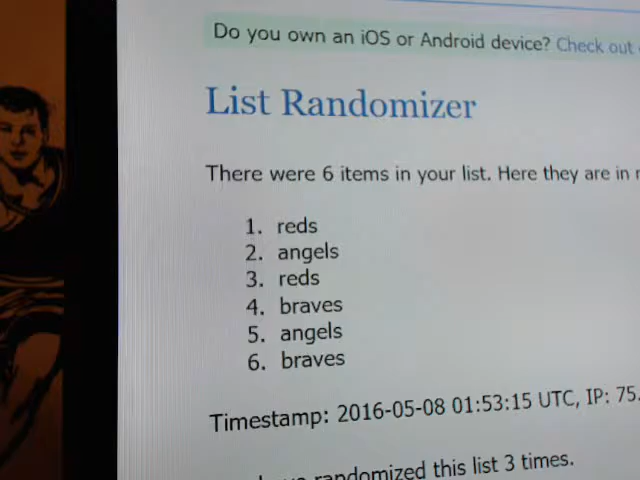 Do you own an iOS or Android device? Check out
List Randomizer
There were 6 items in your list. Here they are in
1. reds
2. angels
3. reds
4. braves
5. angels
6. braves
Timestamp: 2016-05-08 01:53:15 UTC, IP: 75.
randomized this list 3 times.